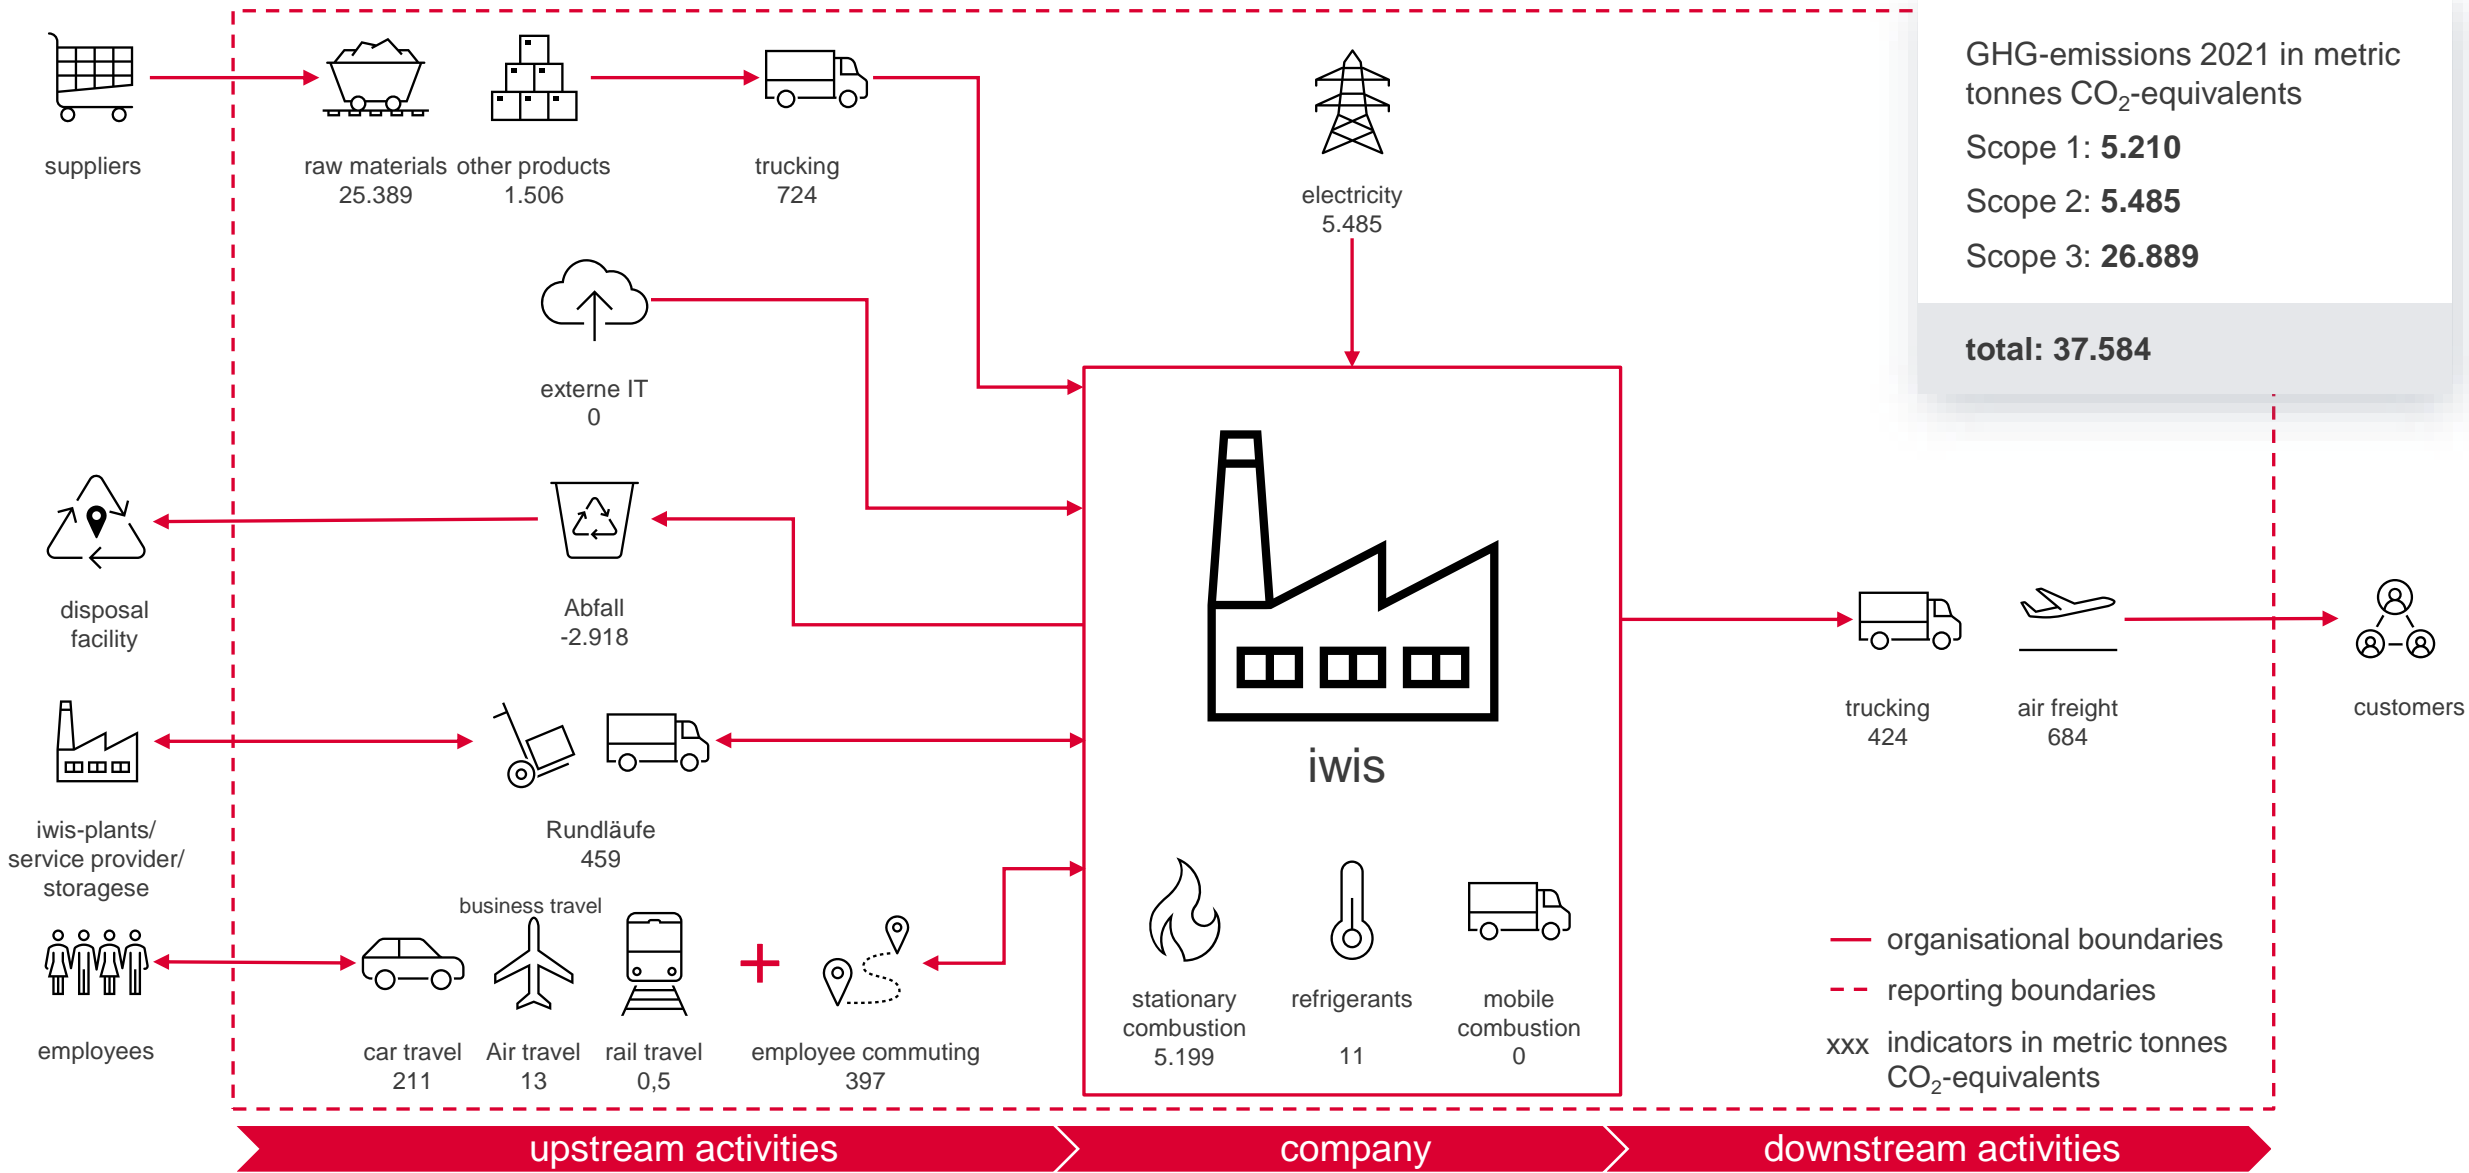 GHG-emissions 2021 in metric
tonnes CO₂-equivalents
Scope 1: 5.210
Scope 2: 5.485
Scope 3: 26.889
total: 37.584
suppliers
raw materials
25.389
other products
1.506
trucking
724
electricity
5.485
externe IT
0
disposal
facility
Abfall
-2.918
iwis-plants/
service provider/
storagese
Rundläufe
459
employees
business travel
car travel
211
Air travel
13
rail travel
0,5
+
employee commuting
397
iwis
stationary
combustion
5.199
refrigerants
11
mobile
combustion
0
trucking
424
air freight
684
customers
organisational boundaries
reporting boundaries
xxx indicators in metric tonnes
CO₂-equivalents
upstream activities
company
downstream activities